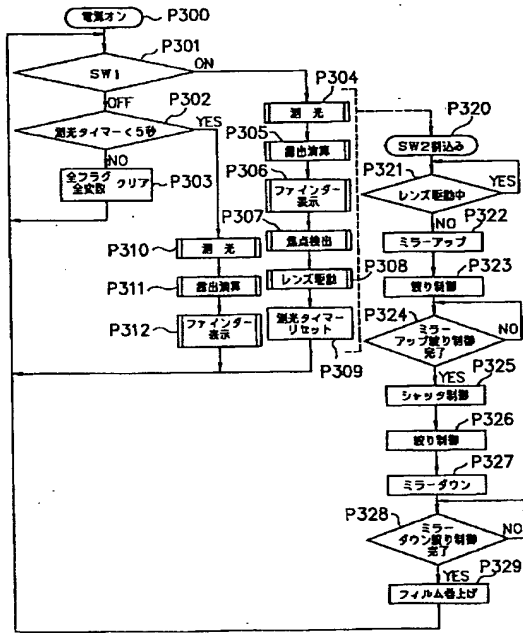 電気オン
P300
P301
SW1
ON
OFF
P302
測光タイマー<5秒
YES
NO
全フラグ
全変数
クリア
P303
P304
測光
P305
露出演算
P306
ファインダー
表示
P307
焦点検出
レンズ駆動
P308
測光タイマー
リセット
P309
P310
測光
P311
露出演算
P312
ファインダー
表示
P320
SW2割込み
P321
レンズ駆動中
YES
NO
P322
ミラーアップ
P323
絞り制御
P324
ミラー
アップ絞り制御
完了
NO
YES
P325
シャッタ制御
P326
絞り制御
P327
ミラーダウン
P328
ミラー
ダウン絞り制御
完了
NO
YES
P329
フィルム巻上げ